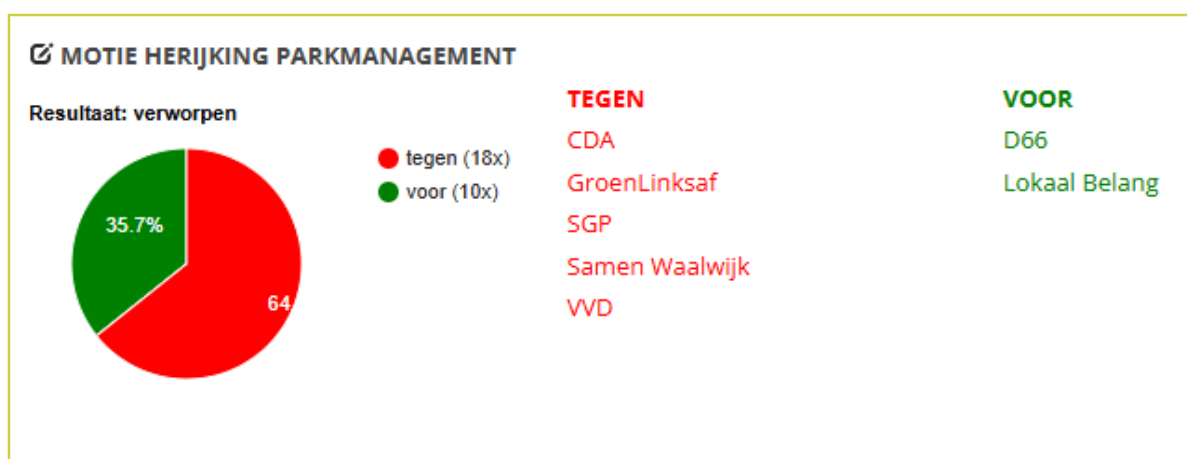 MOTIE HERIJKING PARKMANAGEMENT
Resultaat: verworpen
35.7%
64
tegen (18x)
voor (10x)
TEGEN
CDA
GroenLinksaf
SGP
Samen Waalwijk
VVD
VOOR
D66
Lokaal Belang